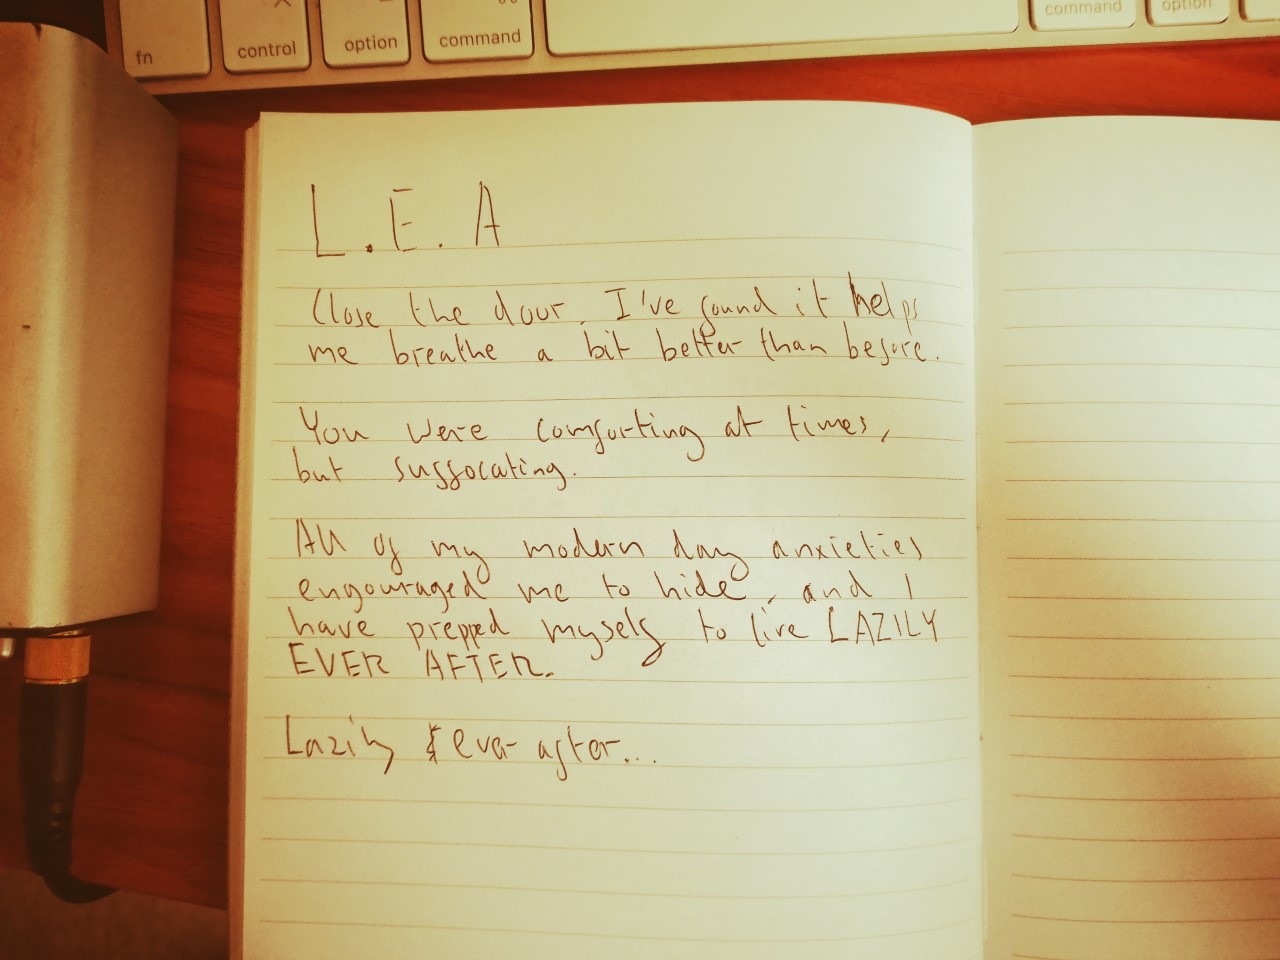 fn control option command command option
L.E.A
Close the door. I've found it helps
me breathe a bit better than before.
You were comforting at times,
but suffocating.
All of my modern day anxieties
engouraged me to hide, and I
have prepped myself to live LAZILY
EVER AFTER.
Lazily & ever after...